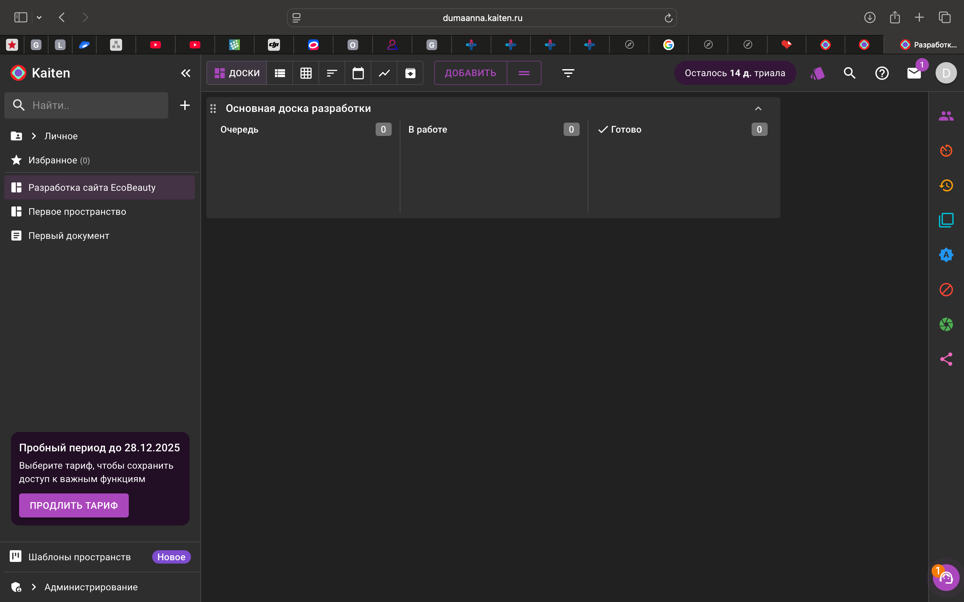 dumaanna.kaiten.ru
G
L
dji
O
G
G
Разработк...
Kaiten
ДОСКИ
ДОБАВИТЬ
Осталось 14 д. триала
1
D
Найти..
Личное
Избранное (0)
Разработка сайта EcoBeauty
Первое пространство
Первый документ
Основная доска разработки
Очередь 0
В работе 0
Готово 0
A
Пробный период до 28.12.2025
Выберите тариф, чтобы сохранить
доступ к важным функциям
ПРОДЛИТЬ ТАРИФ
Шаблоны пространств Новое
Администрирование
1